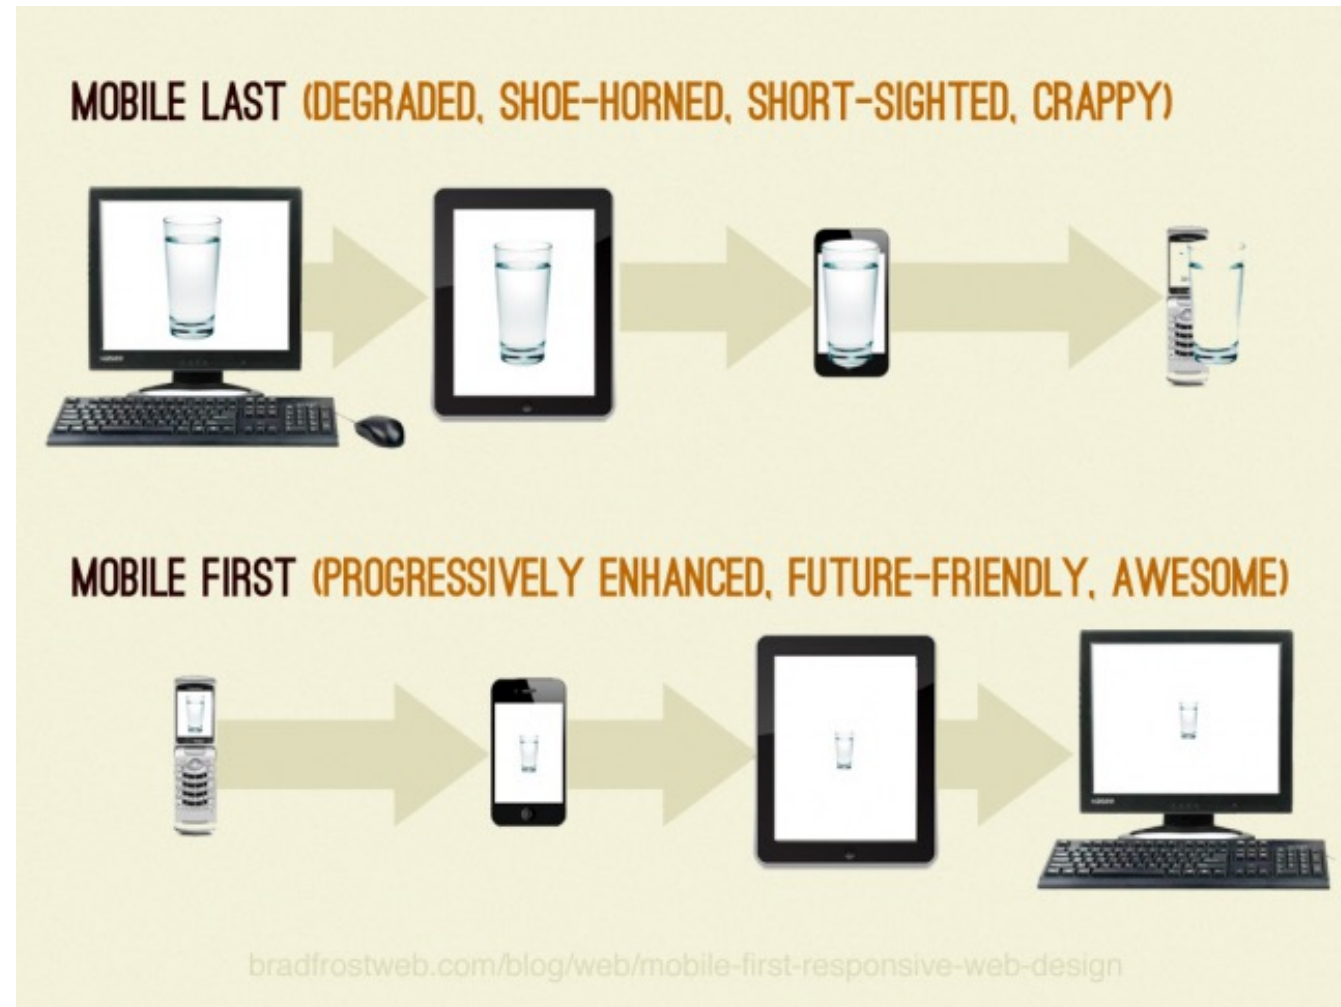 MOBILE LAST (DEGRADED, SHOE-HORNED, SHORT-SIGHTED, CRAPPY)
MOBILE FIRST (PROGRESSIVELY ENHANCED, FUTURE-FRIENDLY, AWESOME)
bradfrostweb.com/blog/web/mobile-first-responsive-web-design